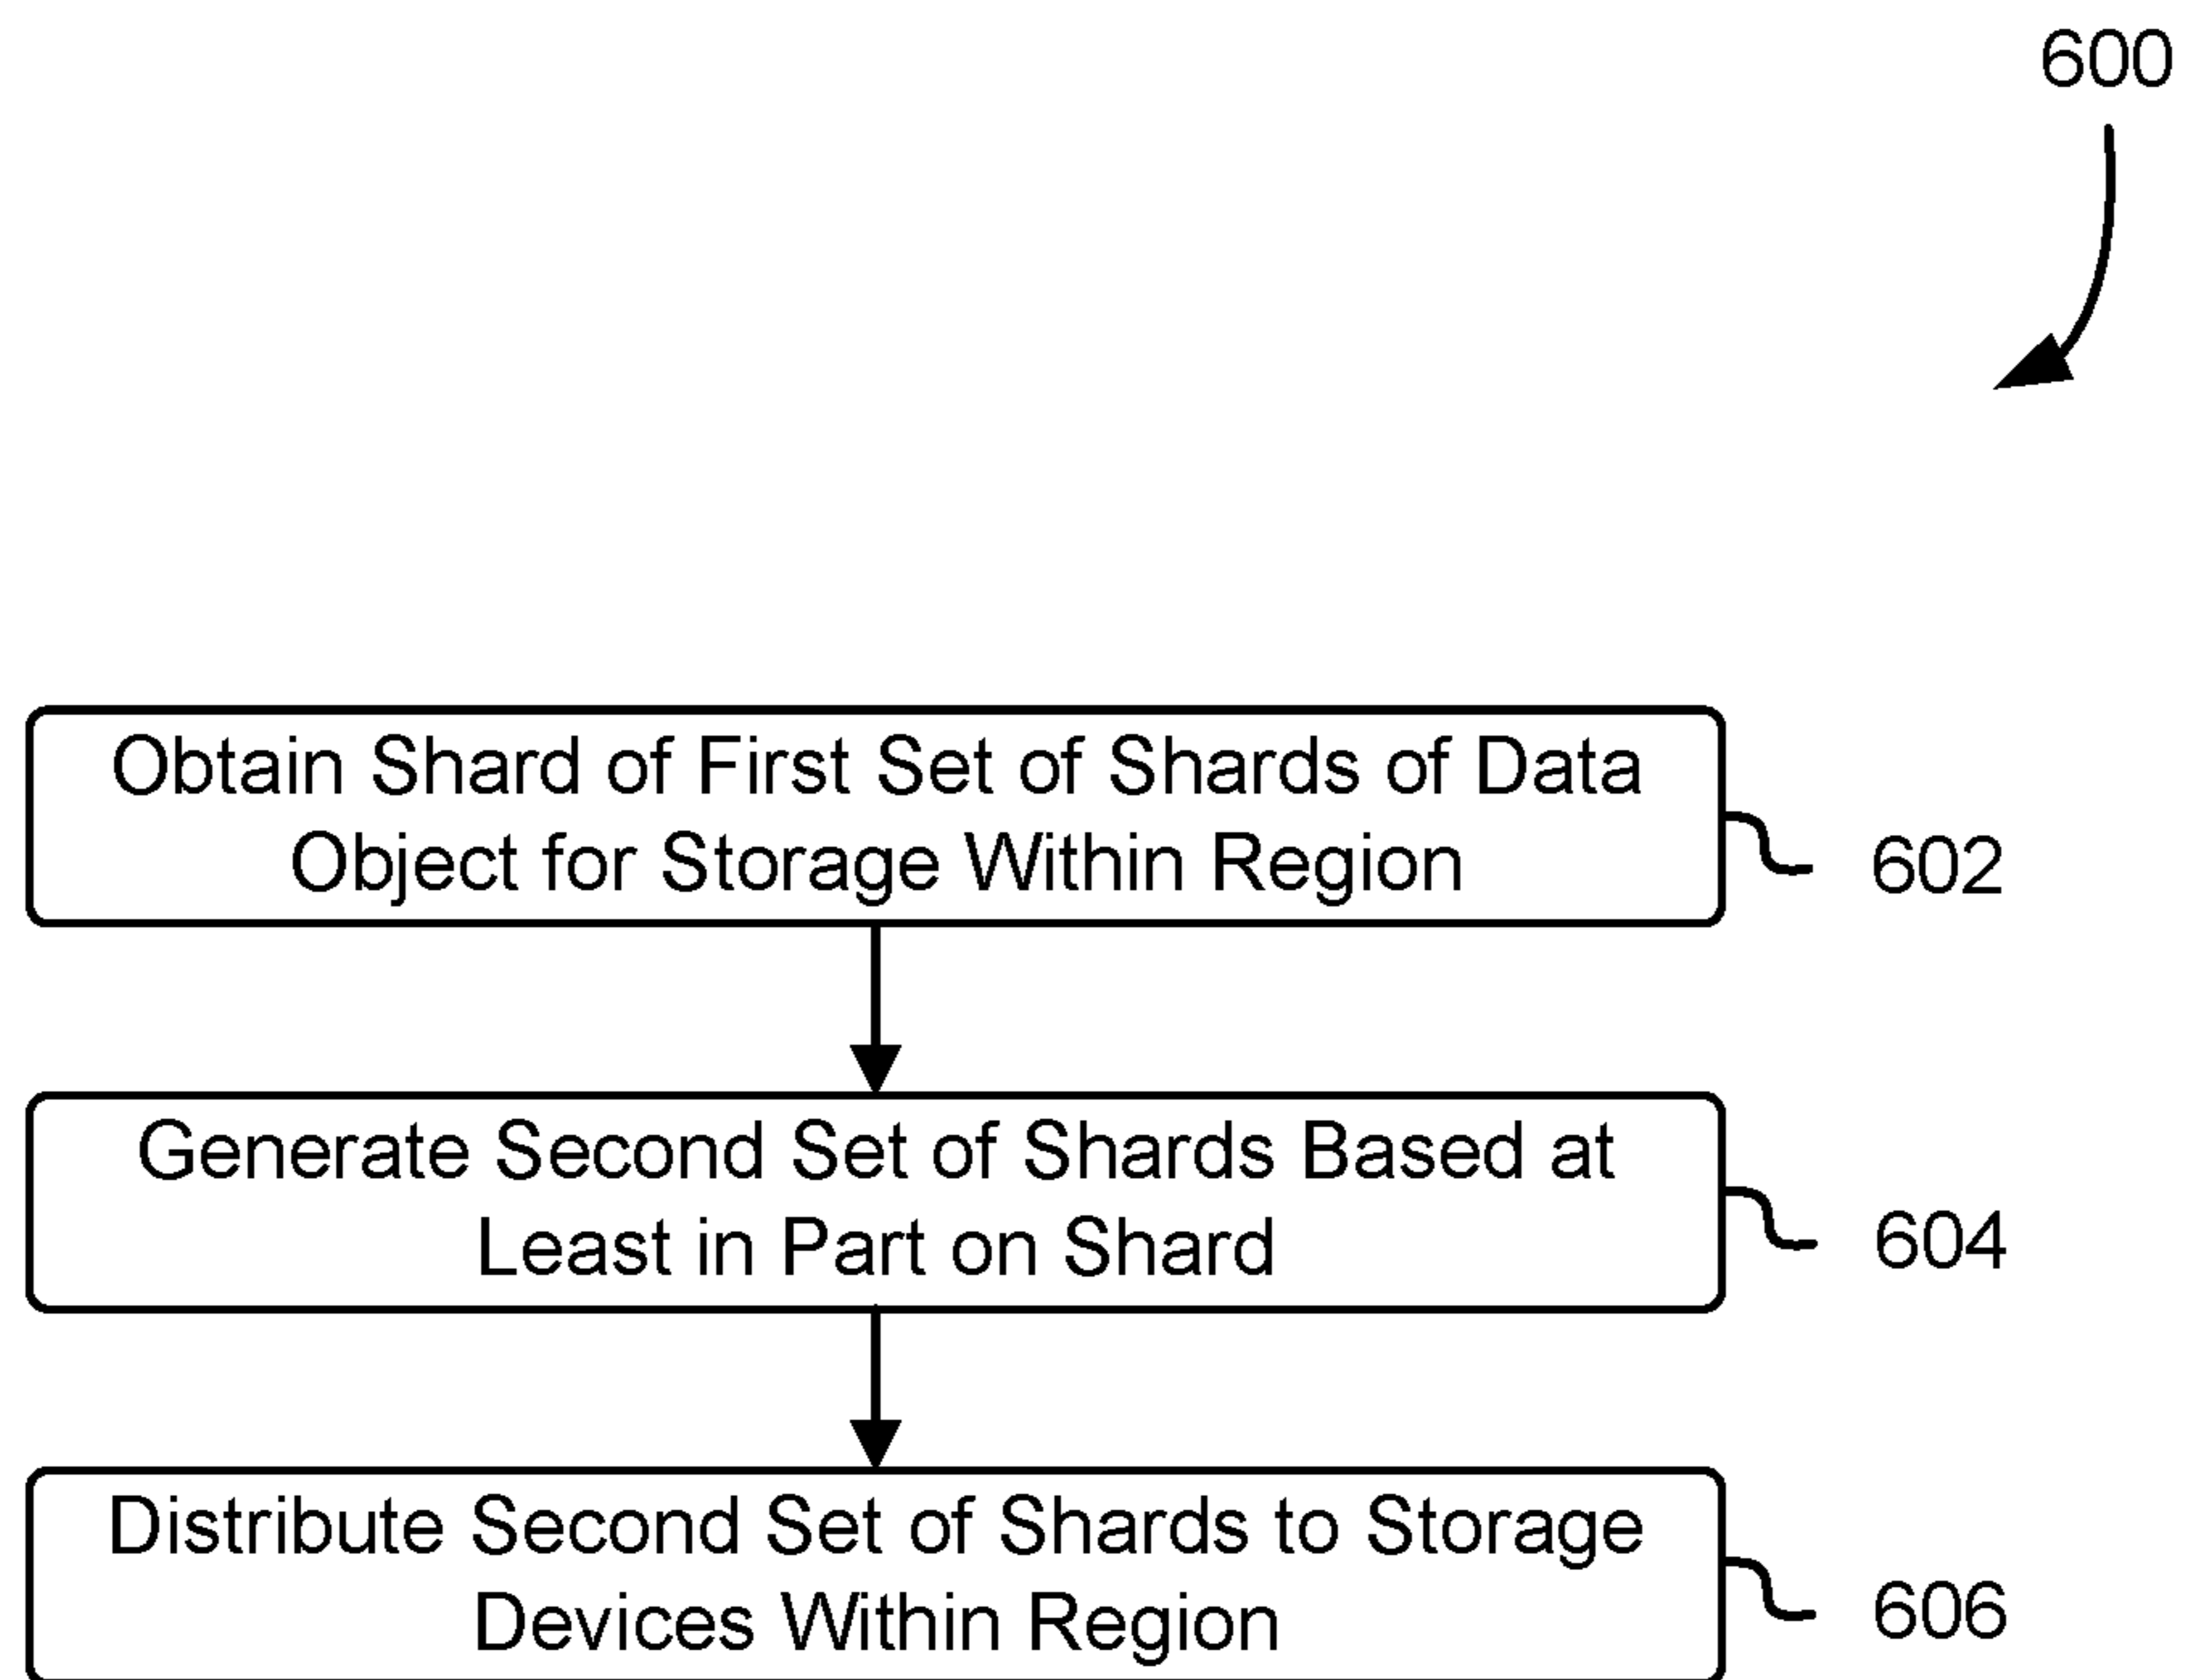 600
Obtain Shard of First Set of Shards of Data
Object for Storage Within Region
602
Generate Second Set of Shards Based at
Least in Part on Shard
604
Distribute Second Set of Shards to Storage
Devices Within Region
606